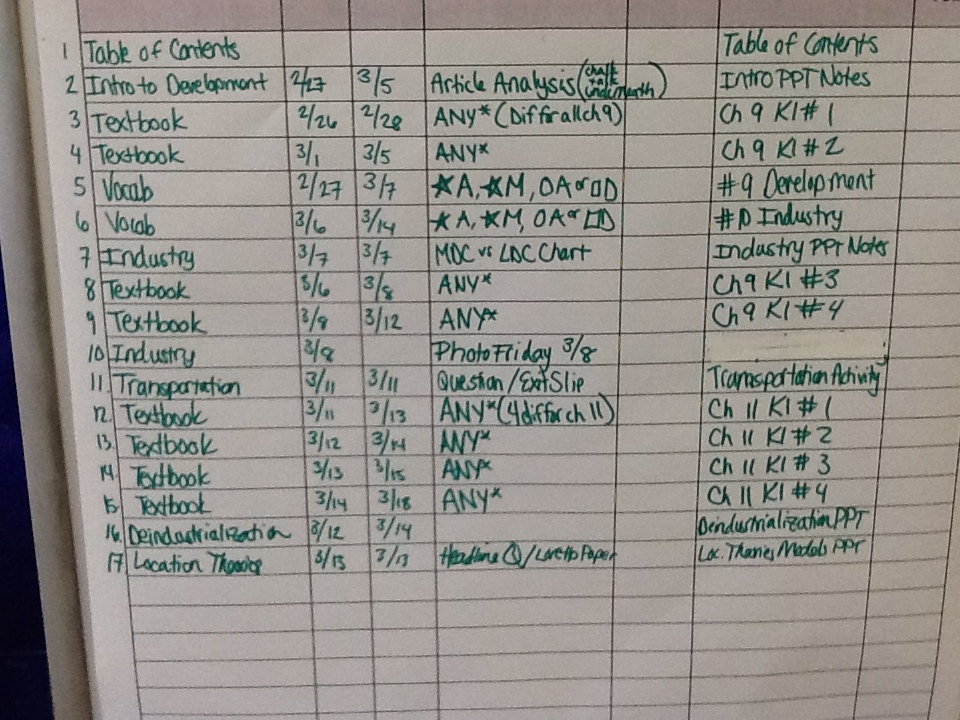 1 Table of Contents Table of Contents
2 Intro to Development 2/27 3/5 Article Analysis (chalk talk underneath) Intro PPT Notes
3 Textbook 2/26 2/28 ANY* (Diff for all ch 9) Ch 9 KI # 1
4 Textbook 3/1 3/5 ANY* Ch 9 KI # 2
5 Vocab 2/27 3/7 ★A, ★M, OA or □D #9 Development
6 Vocab 3/6 3/14 ★A, ★M, OA or □D Industry
7 Industry 3/7 3/7 MDC vs LDC Chart Industry PPT Notes
8 Textbook 3/6 3/8 ANY* Ch 9 KI #3
9 Textbook 3/8 3/12 ANY* Ch 9 KI #4
10 Industry 3/8 Photo Friday 3/8
11. Transportation 3/11 3/11 Question / Exit Slip Transportation Activity
12. Textbook 3/11 3/13 ANY* (4 diff for ch 11) Ch 11 KI # 1
13. Textbook 3/12 3/14 ANY* Ch 11 KI # 2
14. Textbook 3/13 3/15 ANY* Ch 11 KI # 3
15. Textbook 3/14 3/18 ANY* Ch 11 KI # 4
16. Deindustrialization 3/12 3/14 Deindustrialization PPT
17 Location Theories 3/13 3/13 Headline Q / Paper Loc. Theories Models PPT